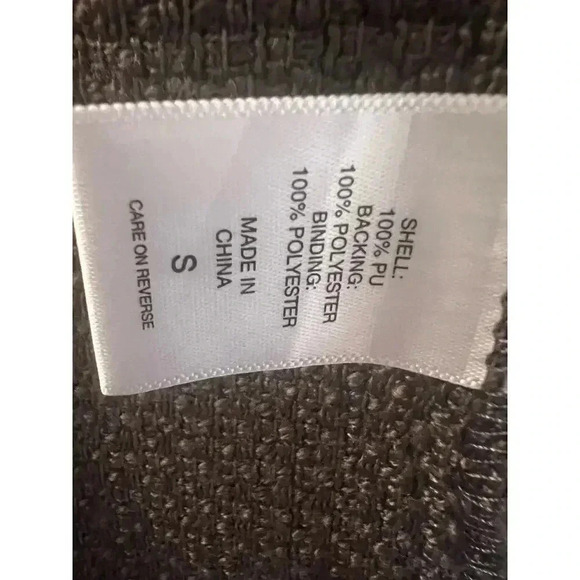 SHELL:
100% PU
BACKING:
100% POLYESTER
BINDING:
100% POLYESTER
MADE IN
CHINA
S
CARE ON REVERSE